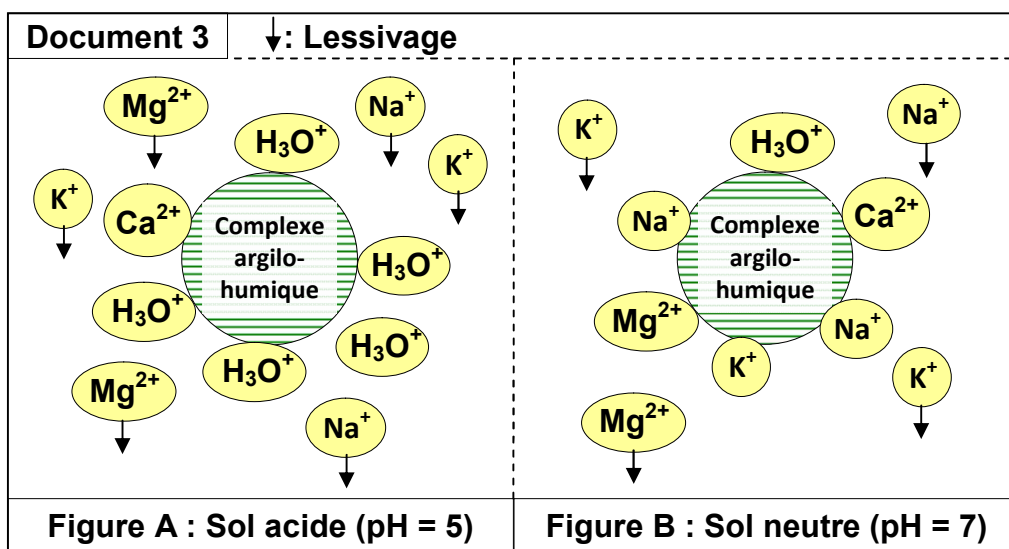 Document 3
: Lessivage
Mg²⁺
Na⁺
H₃O⁺
K⁺
K⁺
Ca²⁺
Complexe
argilo-
humique
H₃O⁺
H₃O⁺
H₃O⁺
H₃O⁺
Mg²⁺
Na⁺
Figure A : Sol acide (pH = 5)
K⁺
Na⁺
H₃O⁺
Na⁺
Ca²⁺
Complexe
argilo-
humique
Mg²⁺
Na⁺
K⁺
K⁺
Mg²⁺
Figure B : Sol neutre (pH = 7)